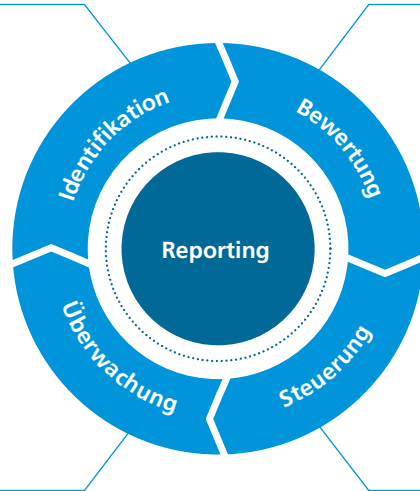 Identifikation
Bewertung
Reporting
Überwachung
Steuerung